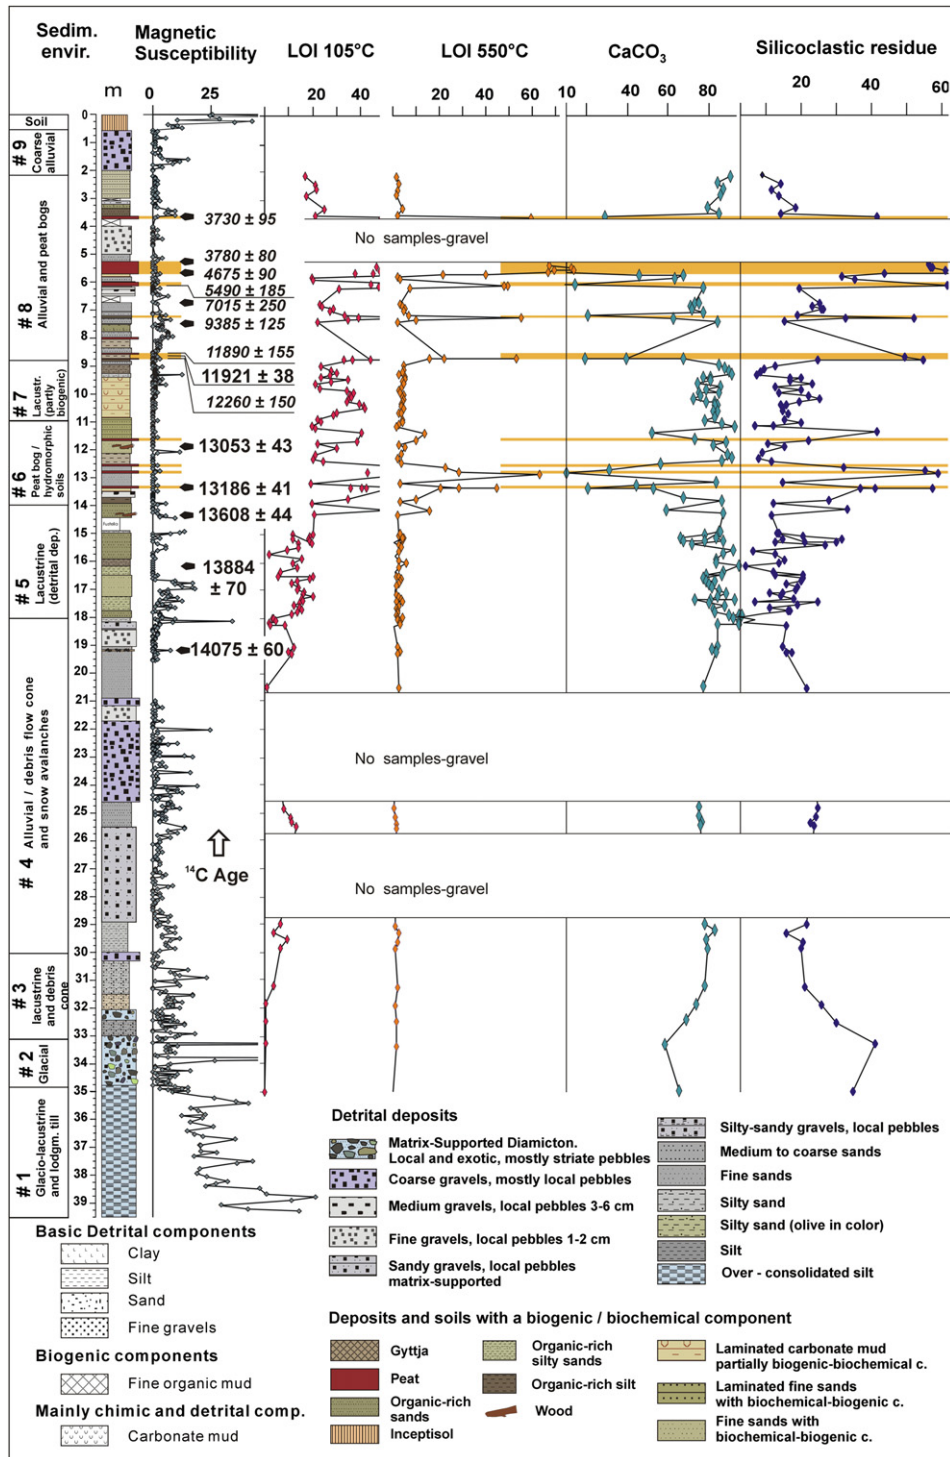 Sedim.
envir.
Magnetic
Susceptibility
LOI 105°C
LOI 550°C
CaCO3
Silicoclastic residue
m
0 25
20 40
0 20 40 60
10 40 60 80
20 40 60
Soil
# 9
Coarse
alluvial
# 8
Alluvial and peat bogs
# 7
Lacustr.
(partly
biogenic)
# 6
Peat bog /
hydromorphic
soils
# 5
Lacustrine
(detrital dep.)
# 4
Alluvial / debris flow cone
and snow avalanches
# 3
lacustrine
and debris
cone
# 2
Glacial
# 1
Glacio-lacustrine
and lodgm. till
0
1
2
3
4
5
6
7
8
9
10
11
12
13
14
15
16
17
18
19
20
21
22
23
24
25
26
27
28
29
30
31
32
33
34
35
36
37
38
39
3730 ± 95
3780 ± 80
4675 ± 90
5490 ± 185
7015 ± 250
9385 ± 125
11890 ± 155
11921 ± 38
12260 ± 150
13053 ± 43
13186 ± 41
13608 ± 44
13884
± 70
14075 ± 60
14C Age
No samples-gravel
No samples-gravel
No samples-gravel
Basic Detrital components
Clay
Silt
Sand
Fine gravels
Biogenic components
Fine organic mud
Mainly chimic and detrital comp.
Carbonate mud
Detrital deposits
Matrix-Supported Diamicton.
Local and exotic, mostly striate pebbles
Coarse gravels, mostly local pebbles
Medium gravels, local pebbles 3-6 cm
Fine gravels, local pebbles 1-2 cm
Sandy gravels, local pebbles
matrix-supported
Silty-sandy gravels, local pebbles
Medium to coarse sands
Fine sands
Silty sand
Silty sand (olive in color)
Silt
Over - consolidated silt
Deposits and soils with a biogenic / biochemical component
Gyttja
Peat
Organic-rich
sands
Inceptisol
Organic-rich
silty sands
Organic-rich silt
Wood
Laminated carbonate mud
partially biogenic-biochemical c.
Laminated fine sands
with biochemical-biogenic c.
Fine sands with
biochemical-biogenic c.